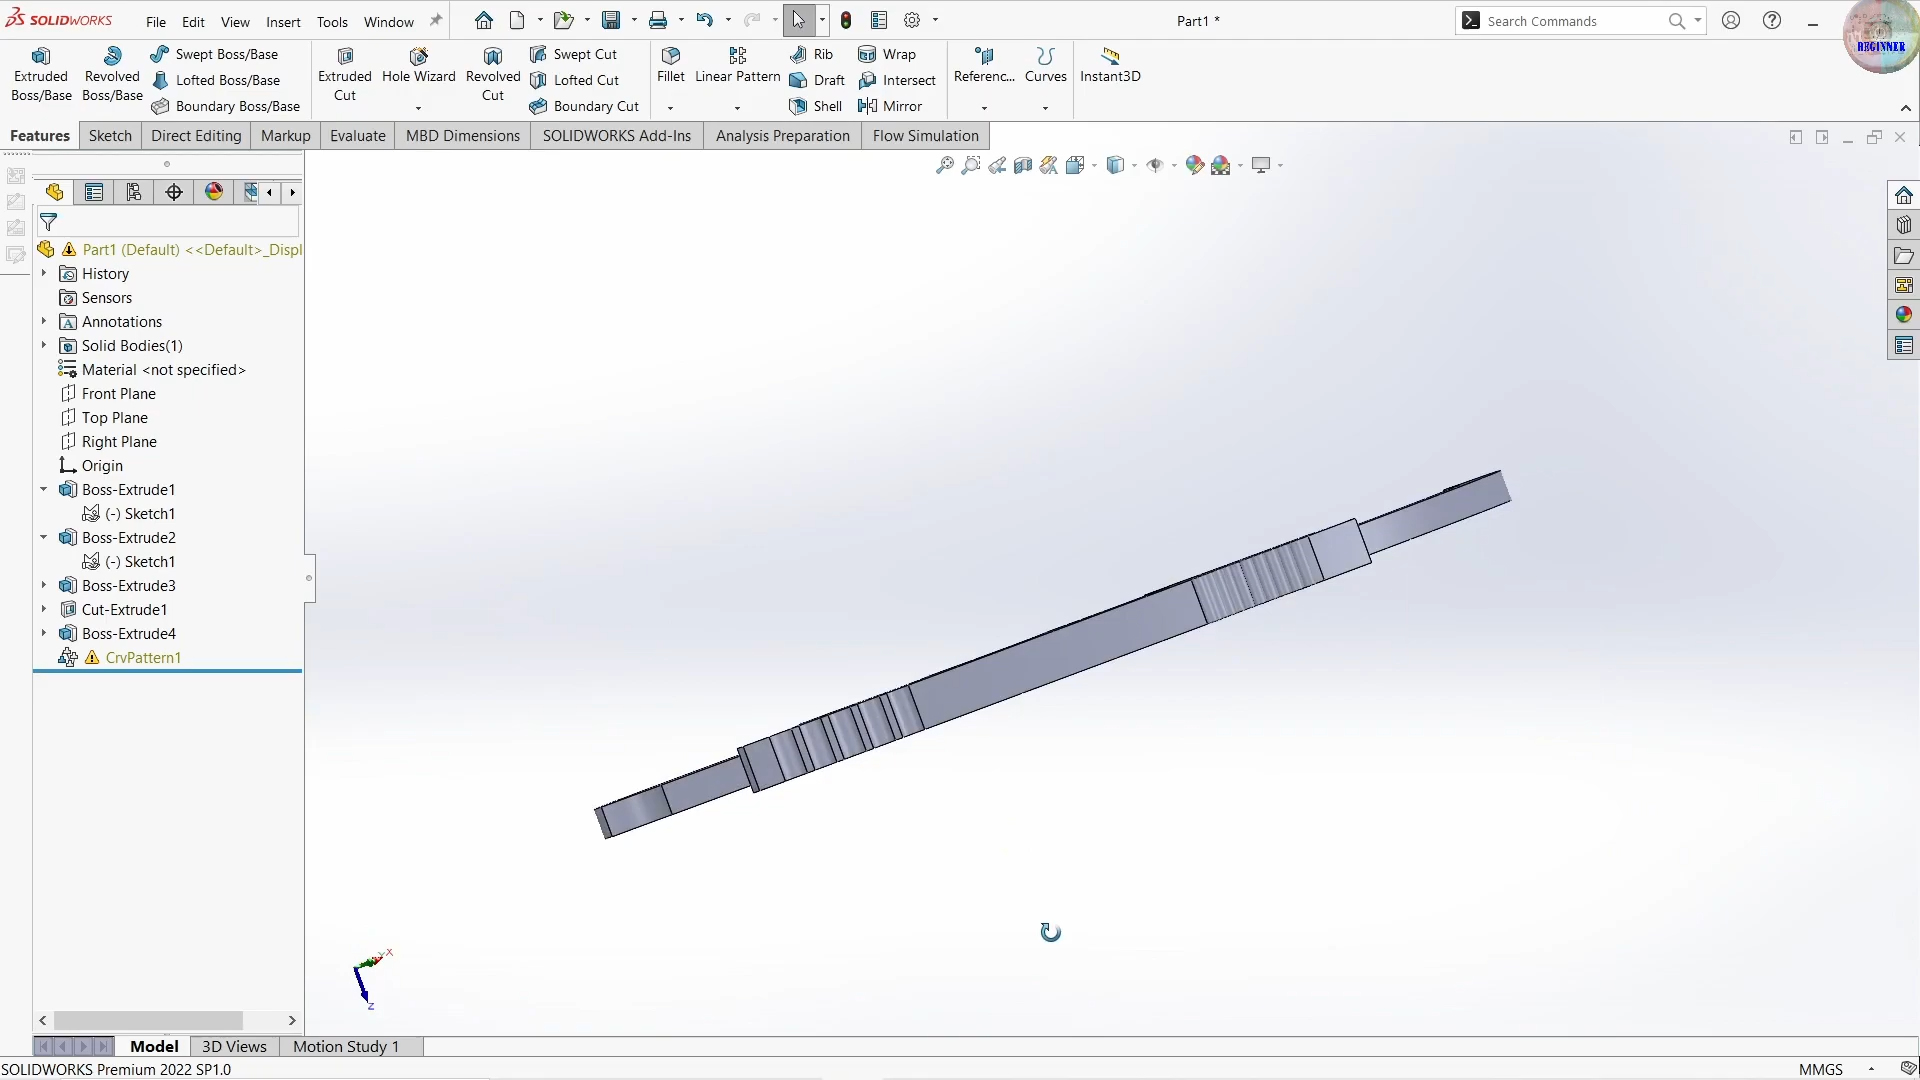 SOLIDWORKS File Edit View Insert Tools Window Part1 * Search Commands
BEGINNER
Extruded Boss/Base
Revolved Boss/Base
Swept Boss/Base
Lofted Boss/Base
Boundary Boss/Base
Extruded Cut
Hole Wizard
Revolved Cut
Swept Cut
Lofted Cut
Boundary Cut
Fillet
Linear Pattern
Rib
Draft
Shell
Wrap
Intersect
Mirror
Referenc...
Curves
Instant3D
Features Sketch Direct Editing Markup Evaluate MBD Dimensions SOLIDWORKS Add-Ins Analysis Preparation Flow Simulation
Part1 (Default) <<Default>_Displ
History
Sensors
Annotations
Solid Bodies(1)
Material <not specified>
Front Plane
Top Plane
Right Plane
Origin
Boss-Extrude1
(-) Sketch1
Boss-Extrude2
(-) Sketch1
Boss-Extrude3
Cut-Extrude1
Boss-Extrude4
CrvPattern1
X
Z
Model 3D Views Motion Study 1
SOLIDWORKS Premium 2022 SP1.0 MMGS